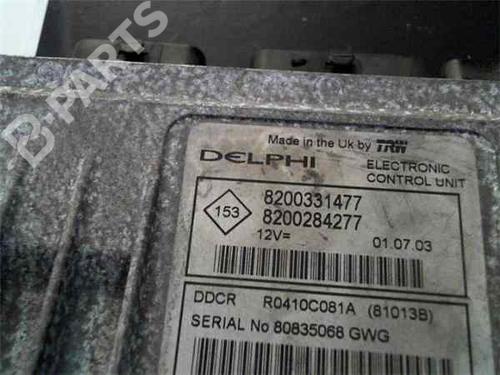 B-PARTS
Made in the Uk by TRW
DELPHI
ELECTRONIC
CONTROL UNIT
153
8200331477
8200284277
12V=
01.07.03
DDCR R0410C081A (81013B)
SERIAL No 80835068 GWG